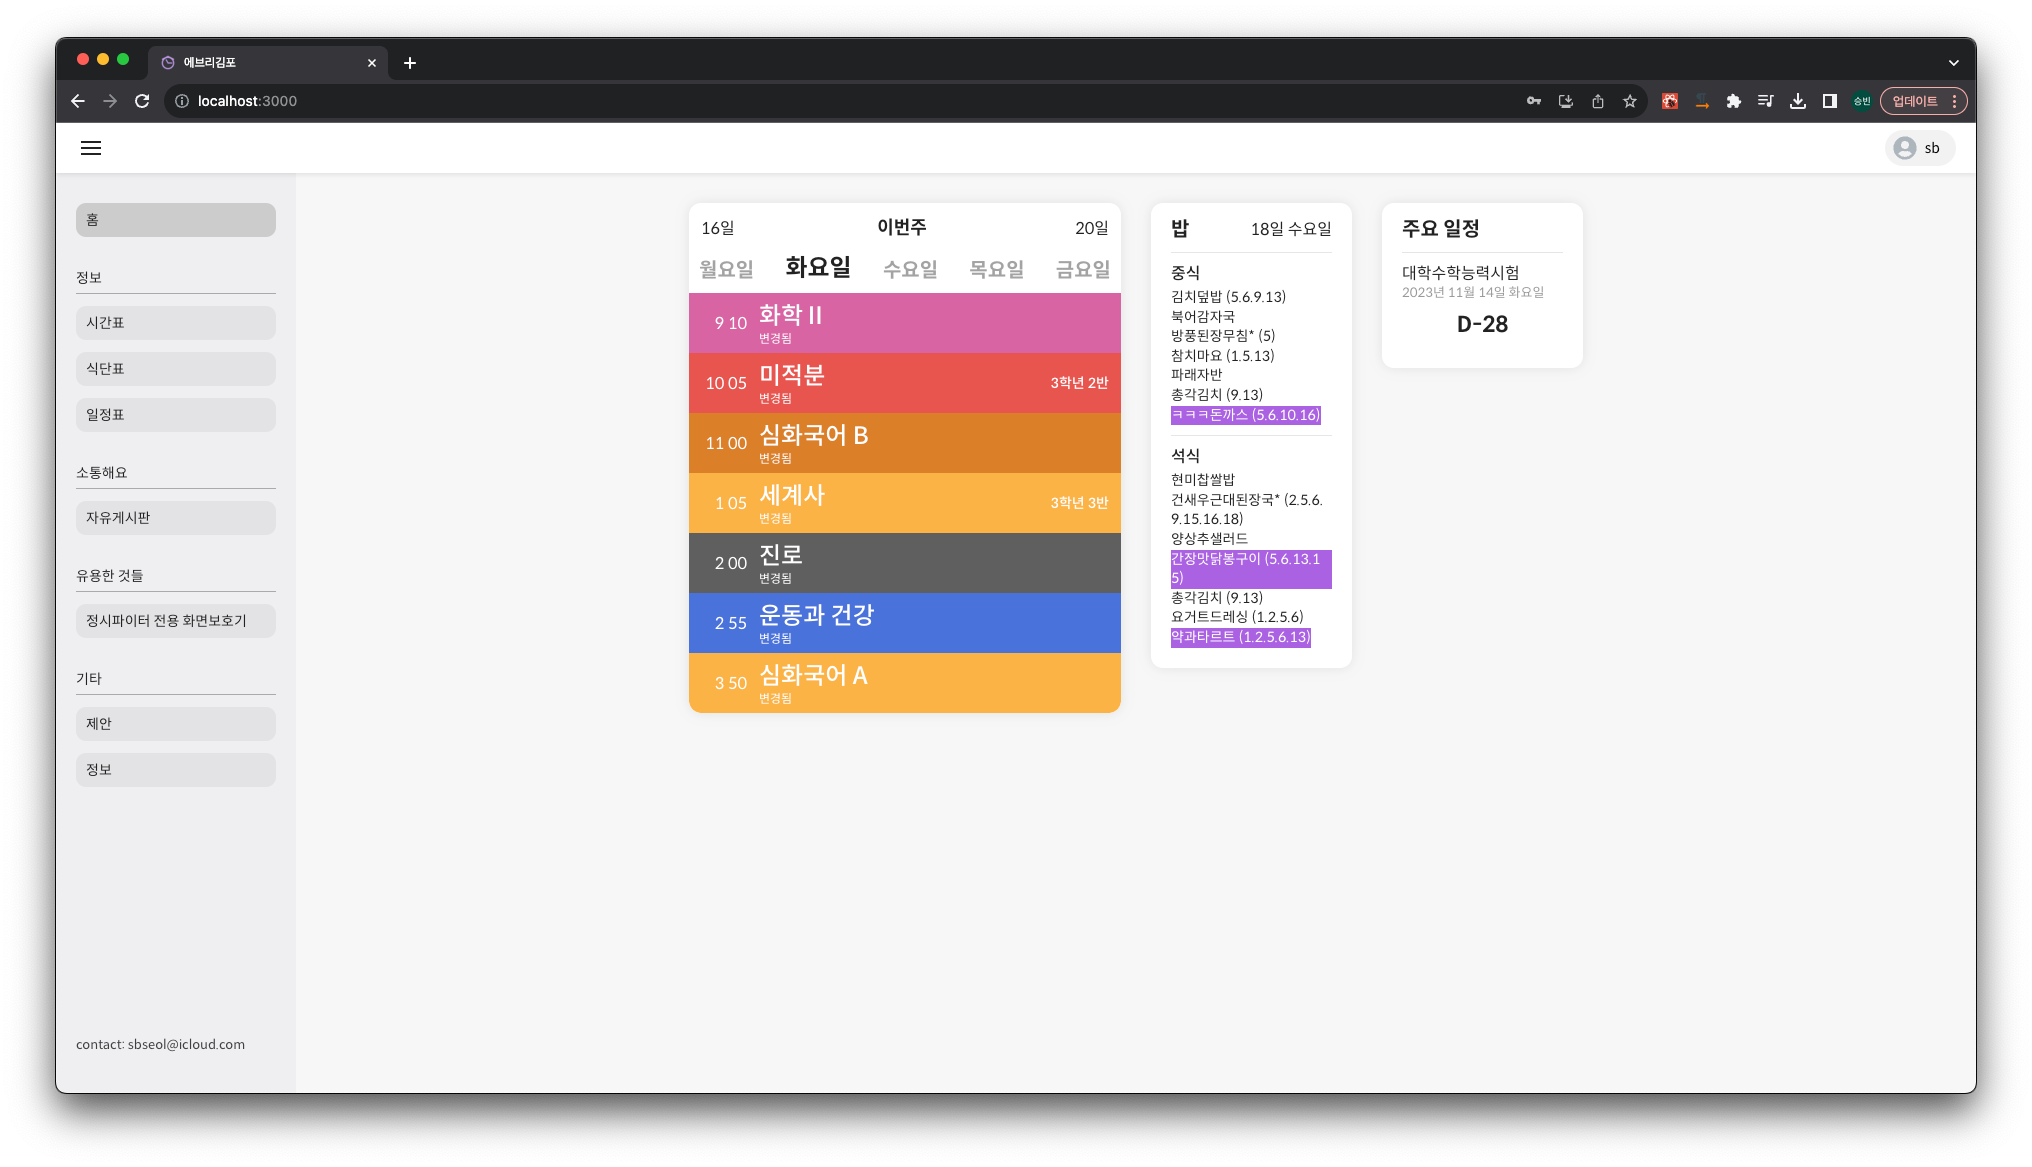 에브리김포
localhost:3000
승빈
업데이트
sb
홈
정보
시간표
식단표
일정표
소통해요
자유게시판
유용한 것들
정시파이터 전용 화면보호기
기타
제안
정보
contact: sbseol@icloud.com
16일 이번주 20일
월요일 화요일 수요일 목요일 금요일
9 10 화학 II
변경됨
10 05 미적분 3학년 2반
변경됨
11 00 심화국어 B
변경됨
1 05 세계사 3학년 3반
변경됨
2 00 진로
변경됨
2 55 운동과 건강
변경됨
3 50 심화국어 A
변경됨
밥 18일 수요일
중식
김치덮밥 (5.6.9.13)
북어감자국
방풍된장무침* (5)
참치마요 (1.5.13)
파래자반
총각김치 (9.13)
ㅋㅋㅋ돈까스 (5.6.10.16)
석식
현미찹쌀밥
건새우근대된장국* (2.5.6.
9.15.16.18)
양상추샐러드
간장맛닭봉구이 (5.6.13.1
5)
총각김치 (9.13)
요거트드레싱 (1.2.5.6)
약과타르트 (1.2.5.6.13)
주요 일정
대학수학능력시험
2023년 11월 14일 화요일
D-28